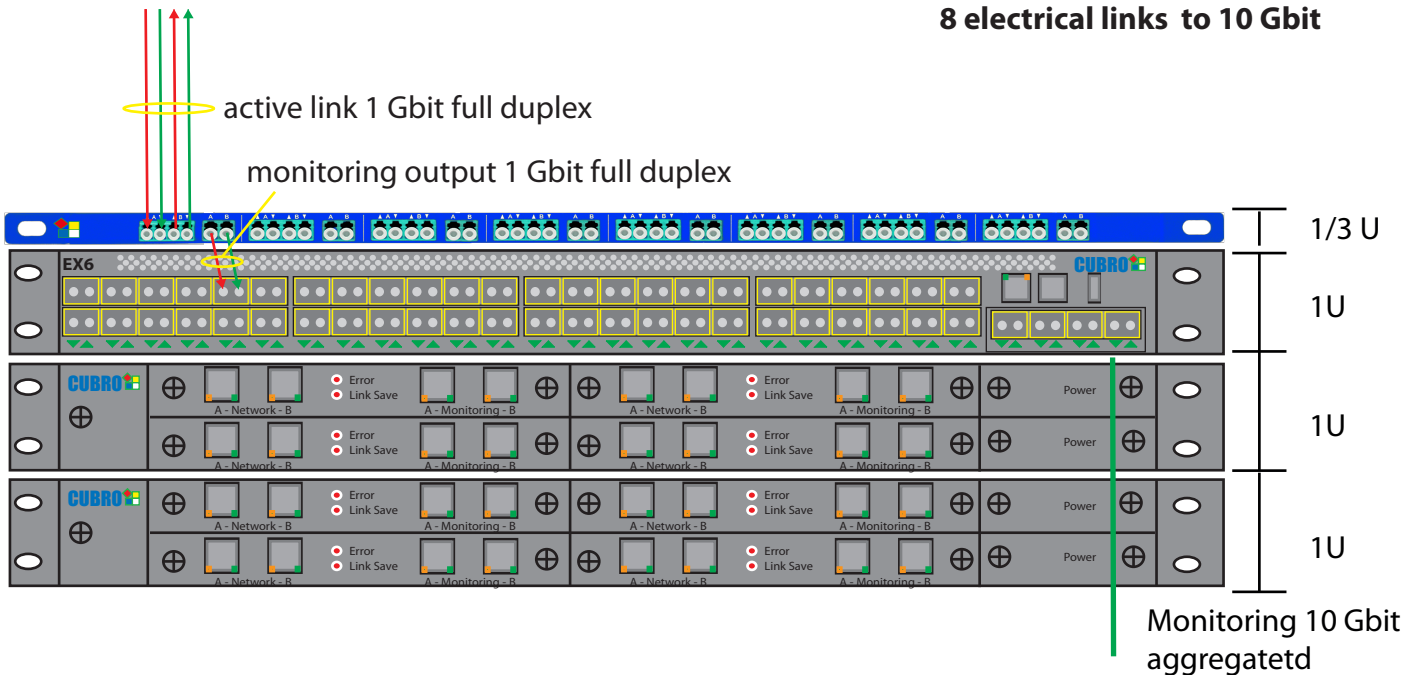 8 electrical links to 10 Gbit
active link 1 Gbit full duplex
monitoring output 1 Gbit full duplex
A B A B A B A B A B A B A B A B A B A B A B A B A B A B A B A B A B A B A B A B A B A B A B A B
1/3 U
EX6 CUBRO
1U
CUBRO Error Error Power
Link Save Link Save
A - Network - B A - Monitoring - B A - Network - B A - Monitoring - B
Error Error Power
Link Save Link Save
A - Network - B A - Monitoring - B A - Network - B A - Monitoring - B
1U
CUBRO Error Error Power
Link Save Link Save
A - Network - B A - Monitoring - B A - Network - B A - Monitoring - B
Error Error Power
Link Save Link Save
A - Network - B A - Monitoring - B A - Network - B A - Monitoring - B
1U
Monitoring 10 Gbit
aggregatetd